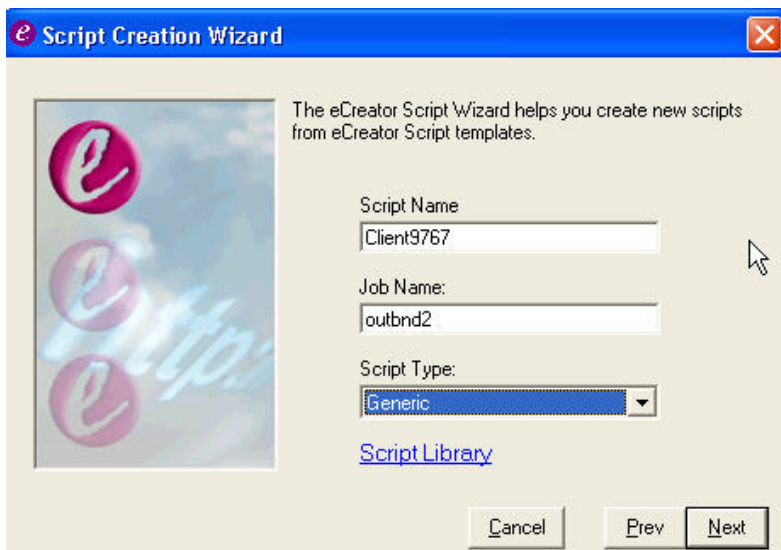 Script Creation Wizard
The eCreator Script Wizard helps you create new scripts
from eCreator Script templates.
Script Name
Client9767
Job Name:
outbnd2
Script Type:
Generic
Script Library
http:
Cancel Prev Next